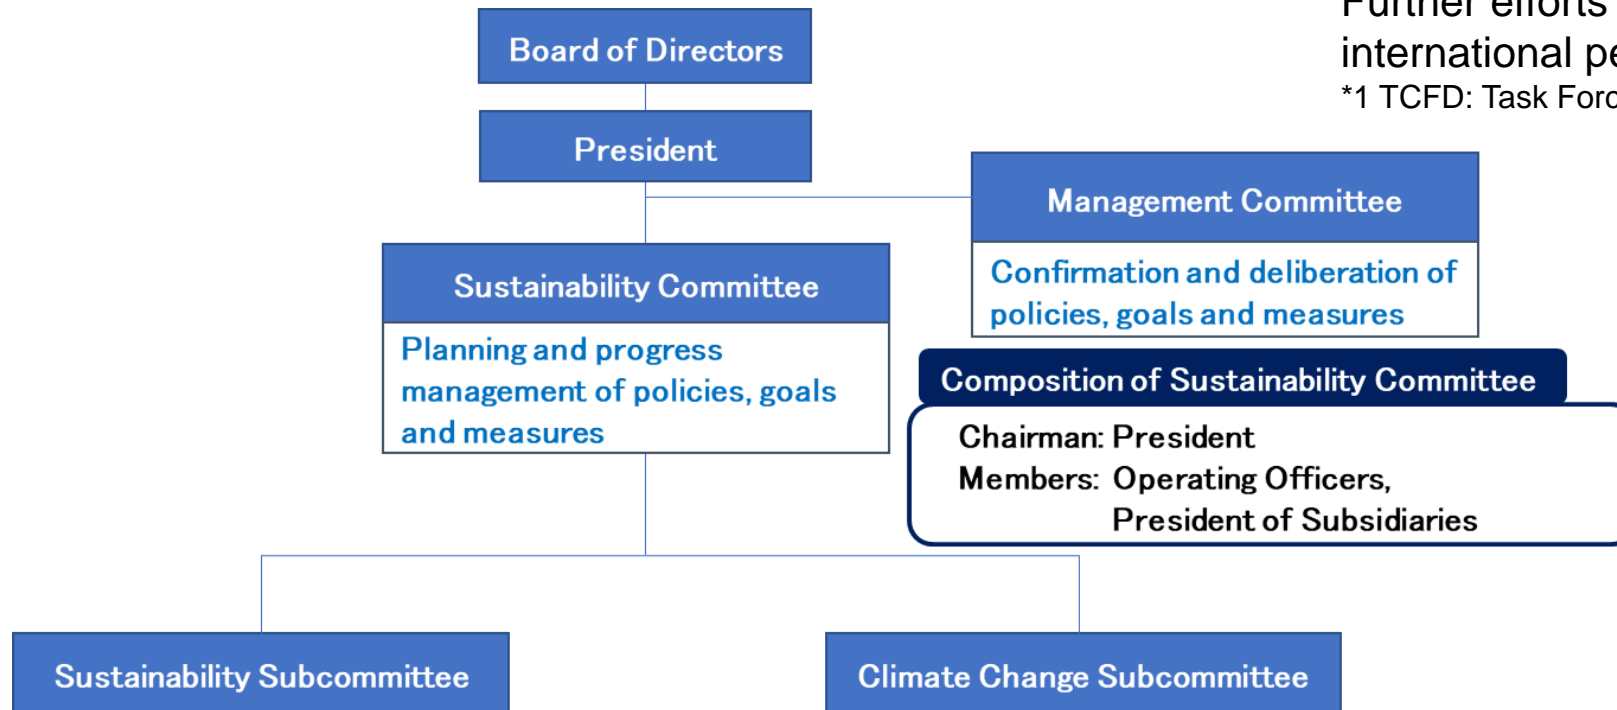 Further efforts
international
*1 TCFD: Task
Board of Directors
President
Management Committee
Confirmation and deliberation of
policies, goals and measures
Sustainability Committee
Planning and progress
management of policies, goals
and measures
Composition of Sustainability Committee
Chairman: President
Members: Operating Officers,
President of Subsidiaries
Sustainability Subcommittee
Climate Change Subcommittee